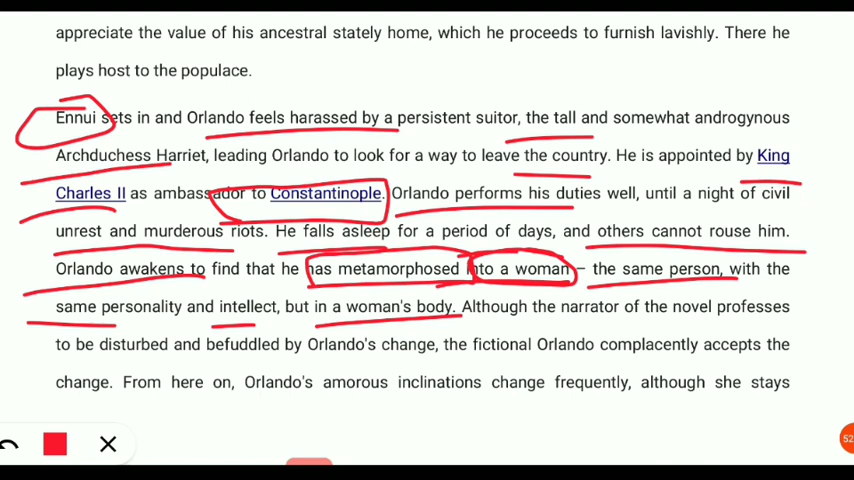 appreciate the value of his ancestral stately home, which he proceeds to furnish lavishly. There he
plays host to the populace.
Ennui sets in and Orlando feels harassed by a persistent suitor, the tall and somewhat androgynous
Archduchess Harriet, leading Orlando to look for a way to leave the country. He is appointed by King
Charles II as ambassador to Constantinople. Orlando performs his duties well, until a night of civil
unrest and murderous riots. He falls asleep for a period of days, and others cannot rouse him.
Orlando awakens to find that he has metamorphosed into a woman – the same person, with the
same personality and intellect, but in a woman's body. Although the narrator of the novel professes
to be disturbed and befuddled by Orlando's change, the fictional Orlando complacently accepts the
change. From here on, Orlando's amorous inclinations change frequently, although she stays
52